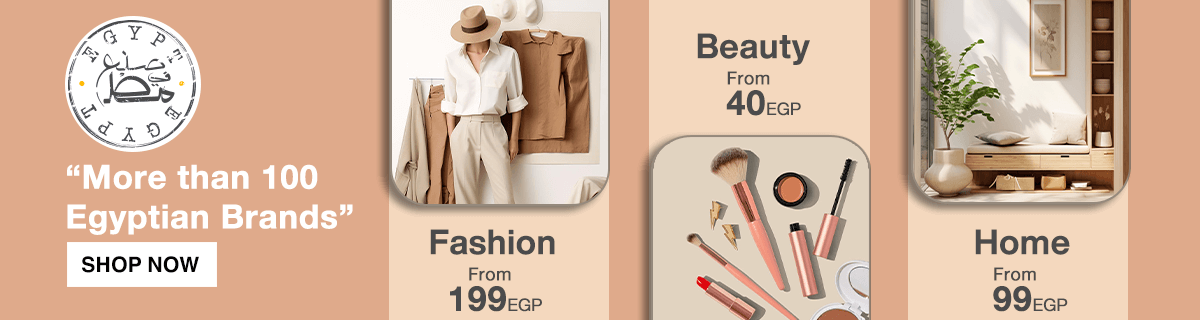 EGYPT
صنع في
مصر
EGYPT
“More than 100
Egyptian Brands”
SHOP NOW
Fashion
From
199EGP
Beauty
From
40EGP
Home
From
99EGP